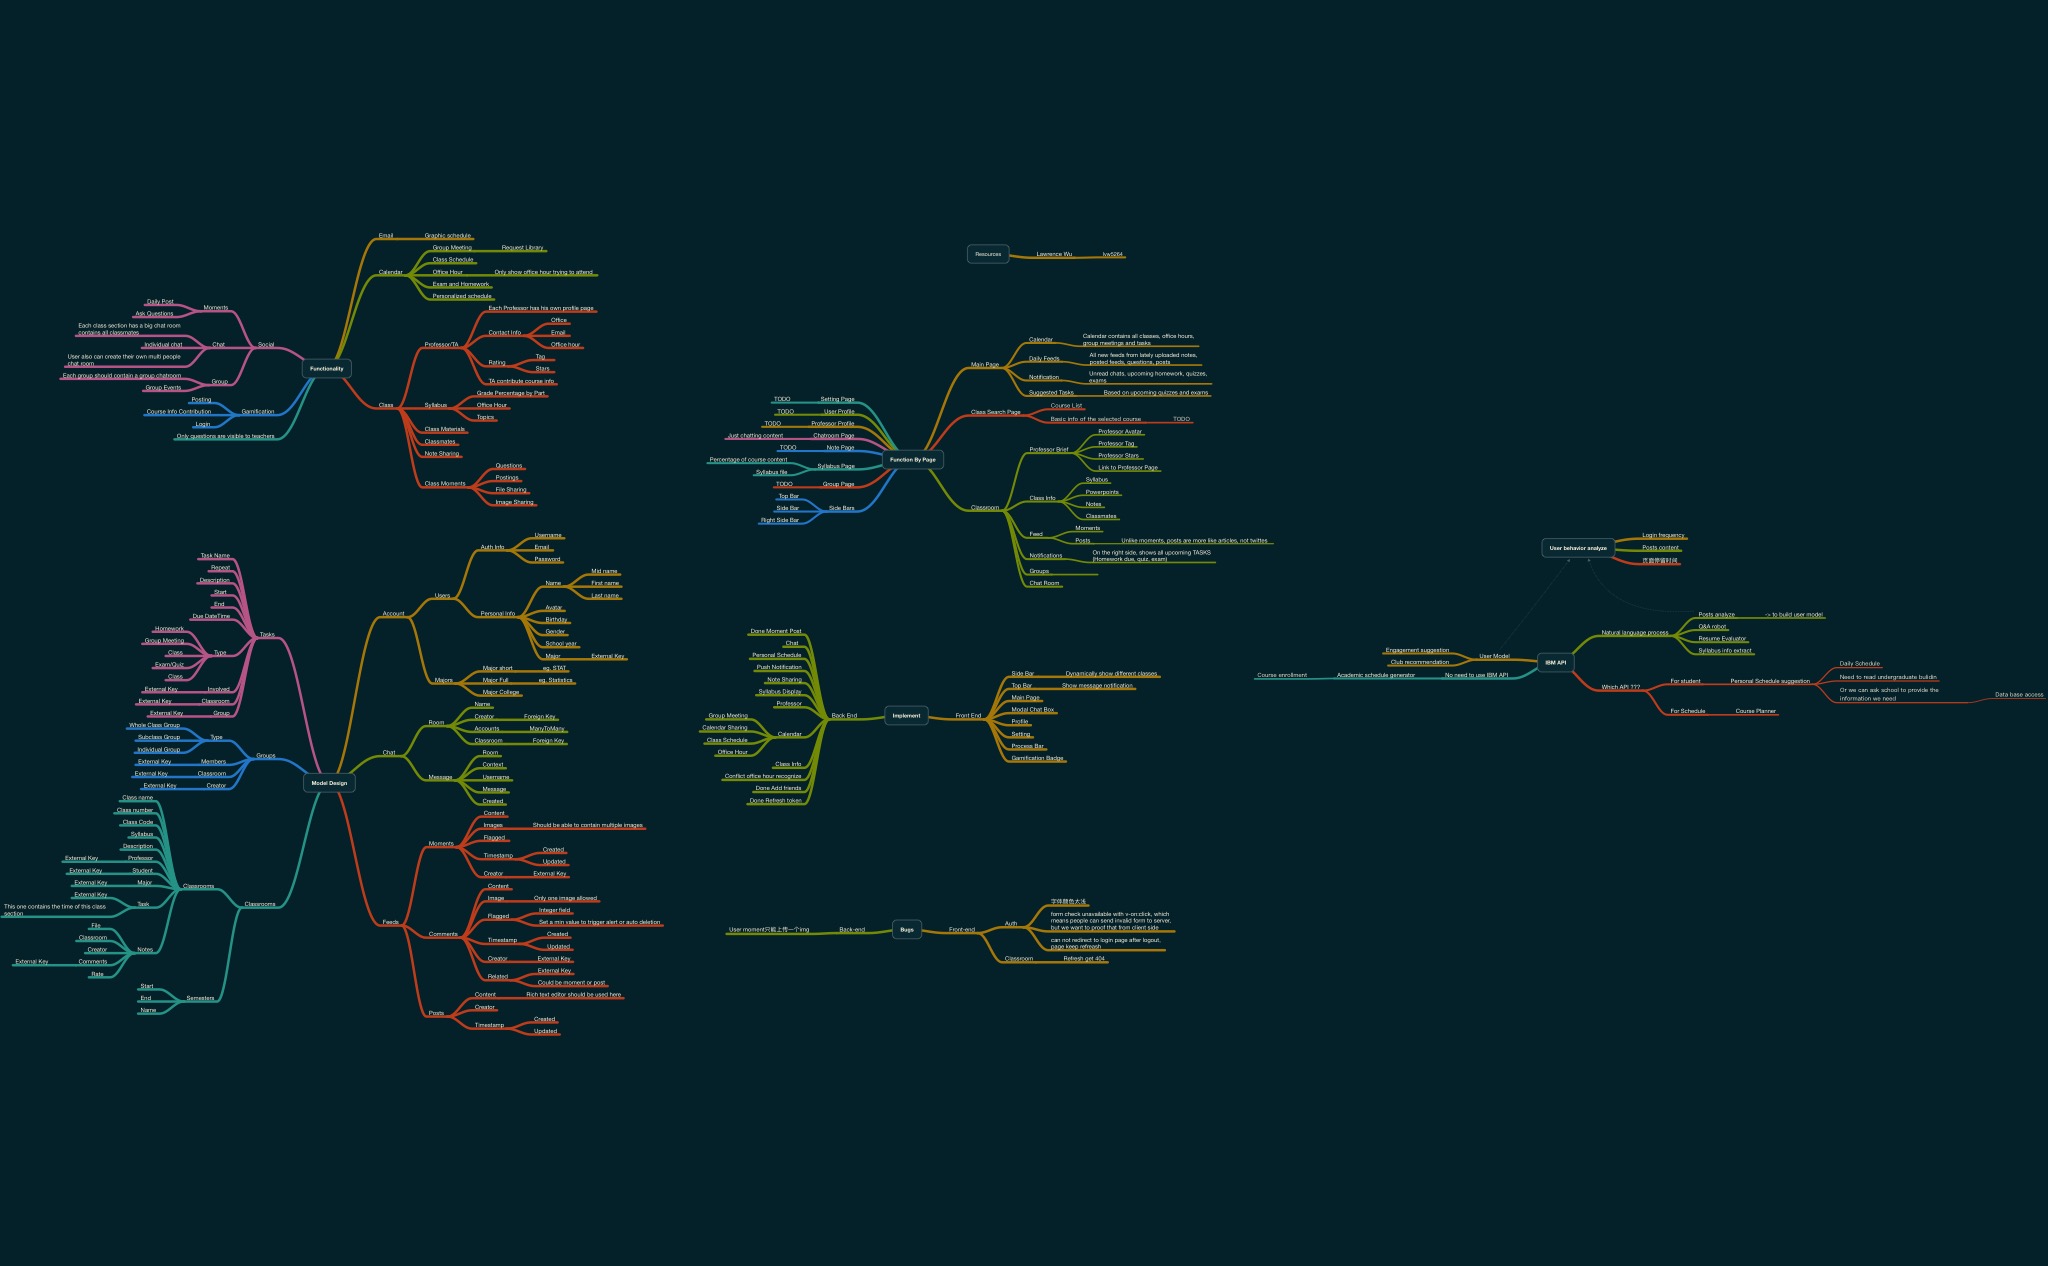 Email
Graphic schedule
Group Meeting
Request Library
Class Schedule
Calendar
Office Hour
Only show office hour trying to attend
Exam and Homework
Personalized schedule
Daily Post
Moments
Ask Questions
Each class section has a big chat room
contains all classmates
Individual chat
Chat
Social
User also can create their own multi people
chat room
Each group should contain a group chatroom
Group
Group Events
Functionality
Posting
Course Info Contribution
Gamification
Login
Only questions are visible to teachers
Each Professor has his own profile page
Office
Contact Info
Email
Office hour
Professor/TA
Rating
Tag
Stars
TA contribute course info
Class
Grade Percentage by Part
Syllabus
Office Hour
Topics
Class Materials
Classmates
Note Sharing
Questions
Postings
Class Moments
File Sharing
Image Sharing
Resources
Lawrence Wu
lvw5264
Main Page
Calendar
Calendar contains all classes, office hours,
group meetings and tasks
Daily Feeds
All new feeds from lately uploaded notes,
posted feeds, questions, posts
Notification
Unread chats, upcoming homework, quizzes,
exams
Suggested Tasks
Based on upcoming quizzes and exams
Class Search Page
Course List
Basic info of the selected course
TODO
TODO
Setting Page
TODO
User Profile
TODO
Professor Profile
Just chatting content
Chatroom Page
TODO
Note Page
Function By Page
Percentage of course content
Syllabus Page
Syllabus file
TODO
Group Page
Top Bar
Side Bar
Side Bars
Right Side Bar
Classroom
Professor Brief
Professor Avatar
Professor Tag
Professor Stars
Link to Professor Page
Class Info
Syllabus
Powerpoints
Notes
Classmates
Feed
Moments
Posts
Unlike moments, posts are more like articles, not twittes
Notifications
On the right side, shows all upcoming TASKS
(Homework due, quiz, exam)
Groups
Chat Room
User behavior analyze
Login frequency
Posts content
页面停留时间
Natural language process
Posts analyze
-> to build user model
Q&A robot
Resume Evaluator
Syllabus info extract
Engagement suggestion
User Model
Club recommendation
IBM API
Course enrollment
Academic schedule generator
No need to use IBM API
Which API ???
For student
Personal Schedule suggestion
Daily Schedule
Need to read undergraduate buildin
Or we can ask school to provide the
information we need
Data base access
For Schedule
Course Planner
Task Name
Repeat
Description
Start
End
Due DateTime
Tasks
Homework
Group Meeting
Class
Type
Exam/Quiz
Class
External Key
Involved
External Key
Classroom
External Key
Group
Whole Class Group
Subclass Group
Type
Individual Group
Groups
External Key
Members
External Key
Classroom
External Key
Creator
Model Design
Class name
Class number
Class Code
Syllabus
Description
External Key
Professor
External Key
Student
External Key
Major
Classrooms
External Key
Task
This one contains the time of this class
section
Classrooms
File
Classroom
Creator
Notes
External Key
Comments
Rate
Start
End
Semesters
Name
Account
Users
Auth Info
Username
Email
Password
Personal Info
Name
Mid name
First name
Last name
Avatar
Birthday
Gender
School year
Major
External Key
Majors
Major short
eg. STAT
Major Full
eg. Statistics
Major College
Chat
Room
Name
Creator
Foreign Key
Accounts
ManyToMany
Classroom
Foreign Key
Message
Room
Context
Username
Message
Created
Feeds
Moments
Content
Images
Should be able to contain multiple images
Flagged
Timestamp
Created
Updated
Creator
External Key
Comments
Content
Image
Only one image allowed
Flagged
Integer field
Set a min value to trigger alert or auto deletion
Timestamp
Created
Updated
Creator
External Key
Related
External Key
Could be moment or post
Posts
Content
Rich text editor should be used here
Creator
Timestamp
Created
Updated
Done Moment Post
Chat
Personal Schedule
Push Notification
Note Sharing
Syllabus Display
Professor
Back End
Group Meeting
Calendar Sharing
Calendar
Class Schedule
Office Hour
Class Info
Conflict office hour recognize
Done Add friends
Done Refresh token
Implement
Front End
Side Bar
Dynamically show different classes
Top Bar
Show message notification
Main Page
Modal Chat Box
Profile
Setting
Process Bar
Gamification Badge
User moment只能上传一个img
Back-end
Bugs
Front-end
Auth
字体颜色太浅
form check unavailable with v-on:click, which
means people can send invalid form to server,
but we want to proof that from client side
can not redirect to login page after logout,
page keep refreash
Classroom
Refresh get 404